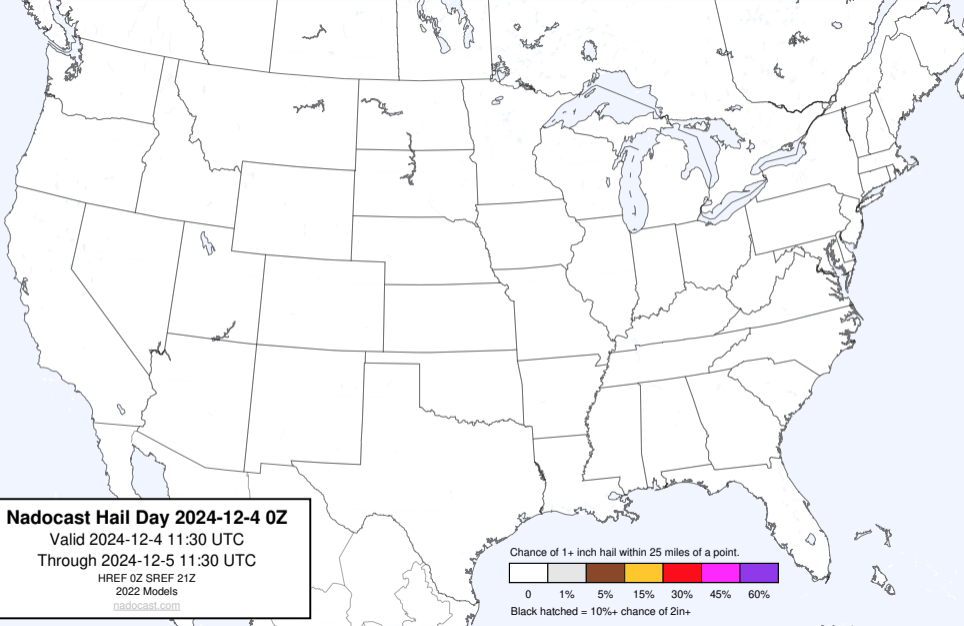 Nadocast Hail Day 2024-12-4 0Z
Valid 2024-12-4 11:30 UTC
Through 2024-12-5 11:30 UTC
HREF 0Z SREF 21Z
2022 Models
nadocast.com
Chance of 1+ inch hail within 25 miles of a point.
0 1% 5% 15% 30% 45% 60%
Black hatched = 10%+ chance of 2in+